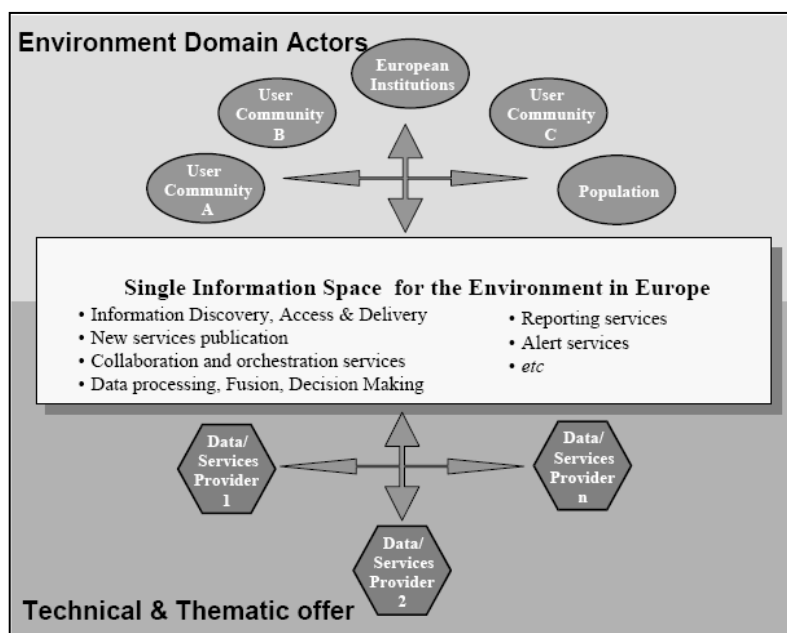 Environment Domain Actors
European
Institutions
User
Community
B
User
Community
C
User
Community
A
Population
Single Information Space for the Environment in Europe
• Information Discovery, Access & Delivery
• New services publication
• Collaboration and orchestration services
• Data processing, Fusion, Decision Making
• Reporting services
• Alert services
• etc
Data/
Services
Provider
1
Data/
Services
Provider
n
Data/
Services
Provider
2
Technical & Thematic offer